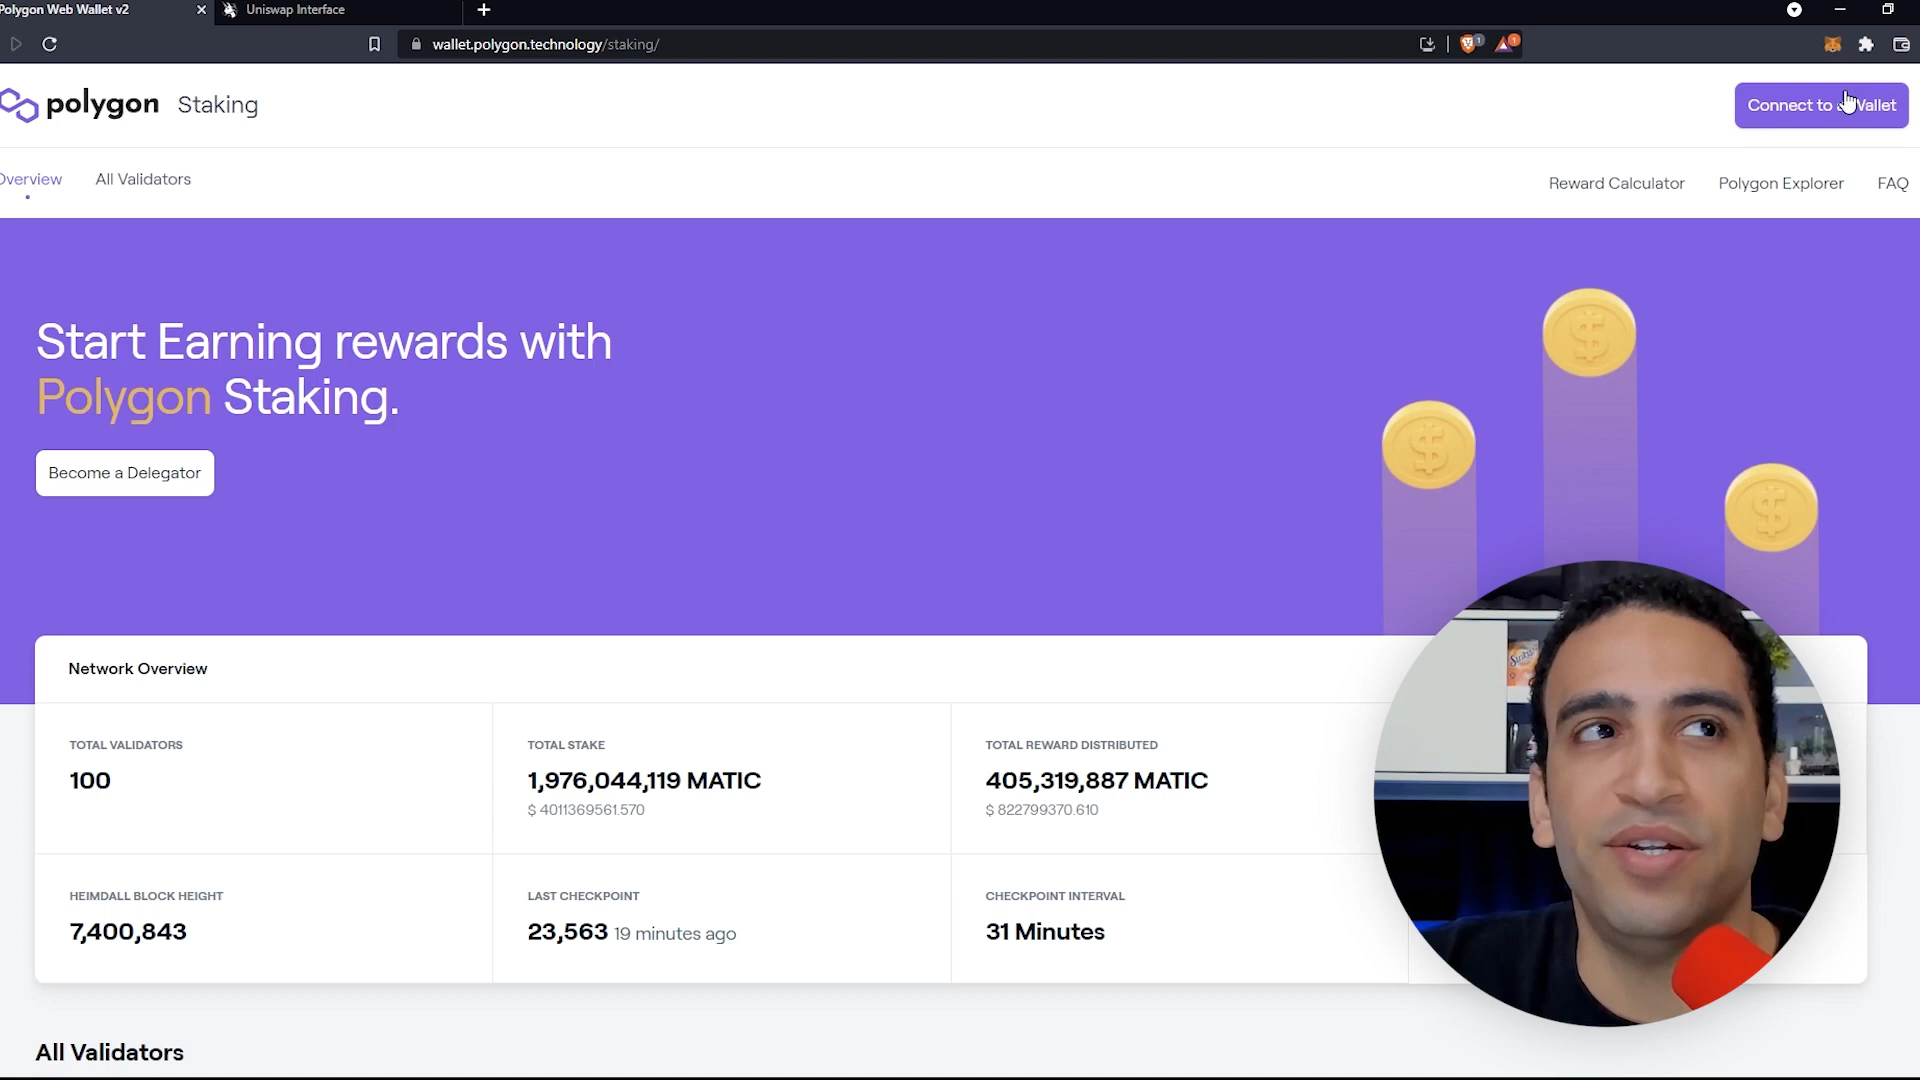 Polygon Web Wallet v2
Uniswap Interface
wallet.polygon.technology/staking/
1
1
polygon Staking
Connect to a Wallet
Overview
All Validators
Reward Calculator
Polygon Explorer
FAQ
Start Earning rewards with
Polygon Staking.
Become a Delegator
Network Overview
TOTAL VALIDATORS
100
TOTAL STAKE
1,976,044,119 MATIC
$ 4011369561.570
TOTAL REWARD DISTRIBUTED
405,319,887 MATIC
$ 822799370.610
HEIMDALL BLOCK HEIGHT
7,400,843
LAST CHECKPOINT
23,563 19 minutes ago
CHECKPOINT INTERVAL
31 Minutes
All Validators